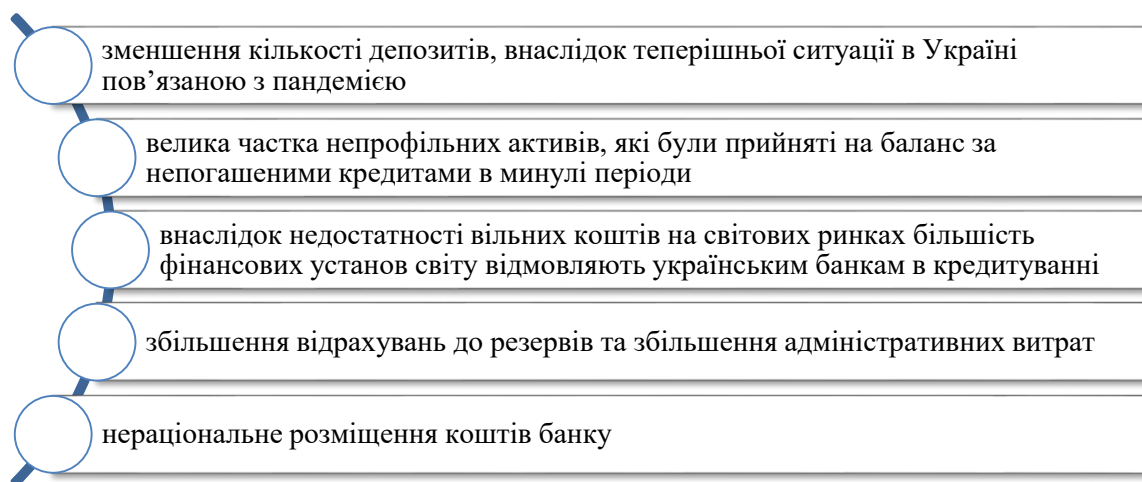 зменшення кількості депозитів, внаслідок теперішньої ситуації в Україні
пов’язаною з пандемією
велика частка непрофільних активів, які були прийняті на баланс за
непогашеними кредитами в минулі періоди
внаслідок недостатності вільних коштів на світових ринках більшість
фінансових установ світу відмовляють українським банкам в кредитуванні
збільшення відрахувань до резервів та збільшення адміністративних витрат
нераціональне розміщення коштів банку